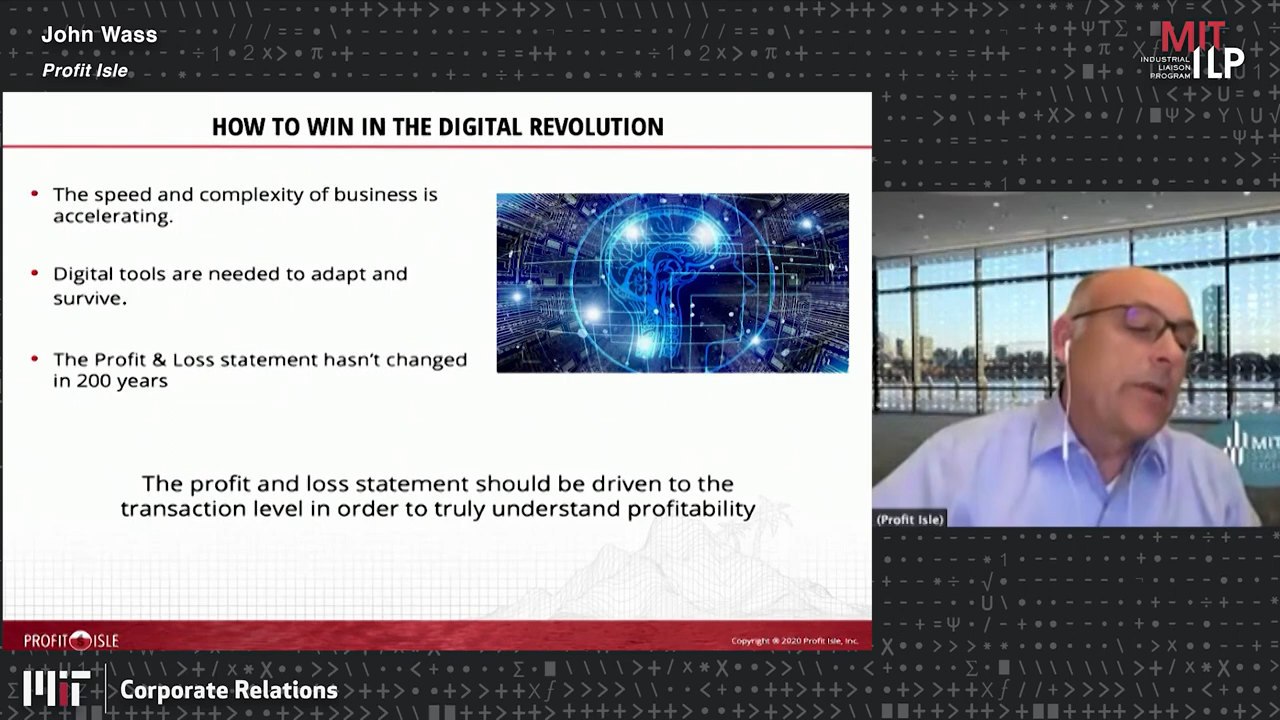 John Wass
Profit Isle
MIT
INDUSTRIAL
LIAISON
PROGRAM
ILP
HOW TO WIN IN THE DIGITAL REVOLUTION
• The speed and complexity of business is
accelerating.
• Digital tools are needed to adapt and
survive.
• The Profit & Loss statement hasn't changed
in 200 years
The profit and loss statement should be driven to the
transaction level in order to truly understand profitability
MIT
(Profit Isle)
PROFIT ISLE
Copyright © 2020 Profit Isle, Inc.
MIT
Corporate Relations